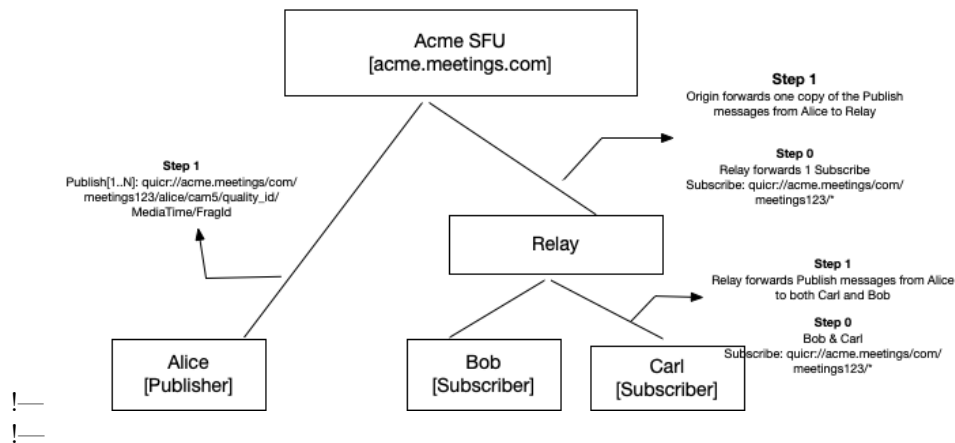 Acme SFU
[acme.meetings.com]
Step 1
Origin forwards one copy of the Publish
messages from Alice to Relay
Step 0
Relay forwards 1 Subscribe
Subscribe: quicr://acme.meetings/com/
meetings123/*
Step 1
Publish[1..N]: quicr://acme.meetings/com/
meetings123/alice/cam5/quality_id/
MediaTime/FragId
Relay
Step 1
Relay forwards Publish messages from Alice
to both Carl and Bob
Step 0
Bob & Carl
Subscribe: quicr://acme.meetings/com/
meetings123/*
Alice
[Publisher]
Bob
[Subscriber]
Carl
[Subscriber]
!—
!—